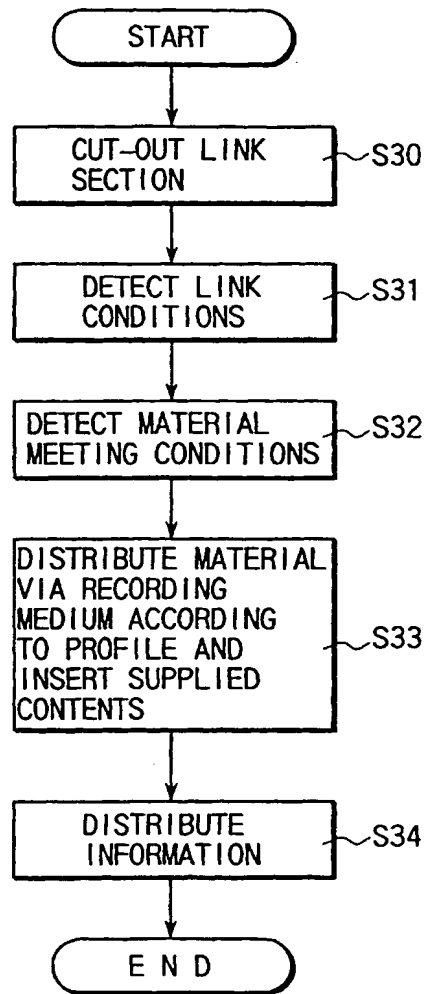 START
CUT-OUT LINK
SECTION
S30
DETECT LINK
CONDITIONS
S31
DETECT MATERIAL
MEETING CONDITIONS
S32
DISTRIBUTE MATERIAL
VIA RECORDING
MEDIUM ACCORDING
TO PROFILE AND
INSERT SUPPLIED
CONTENTS
S33
DISTRIBUTE
INFORMATION
S34
END